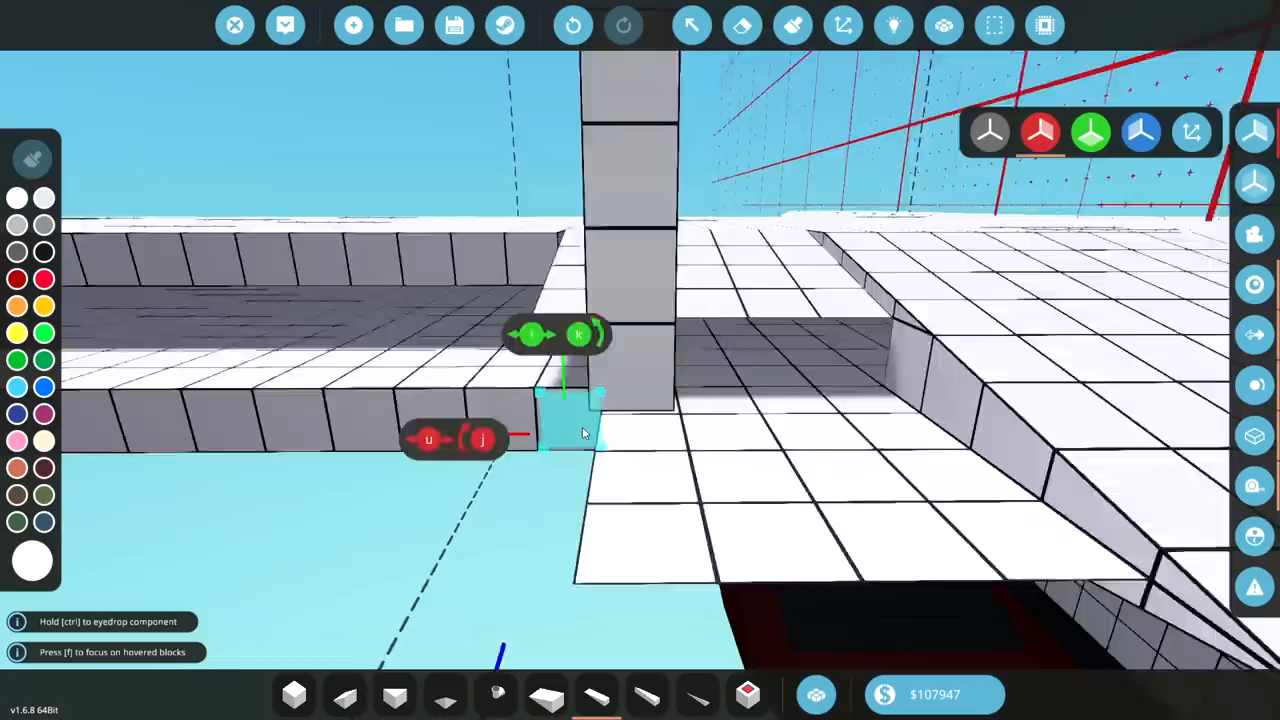 i k
u j
Hold [ctrl] to eyedrop component
Press [f] to focus on hovered blocks
$107947
v1.6.8 64Bit